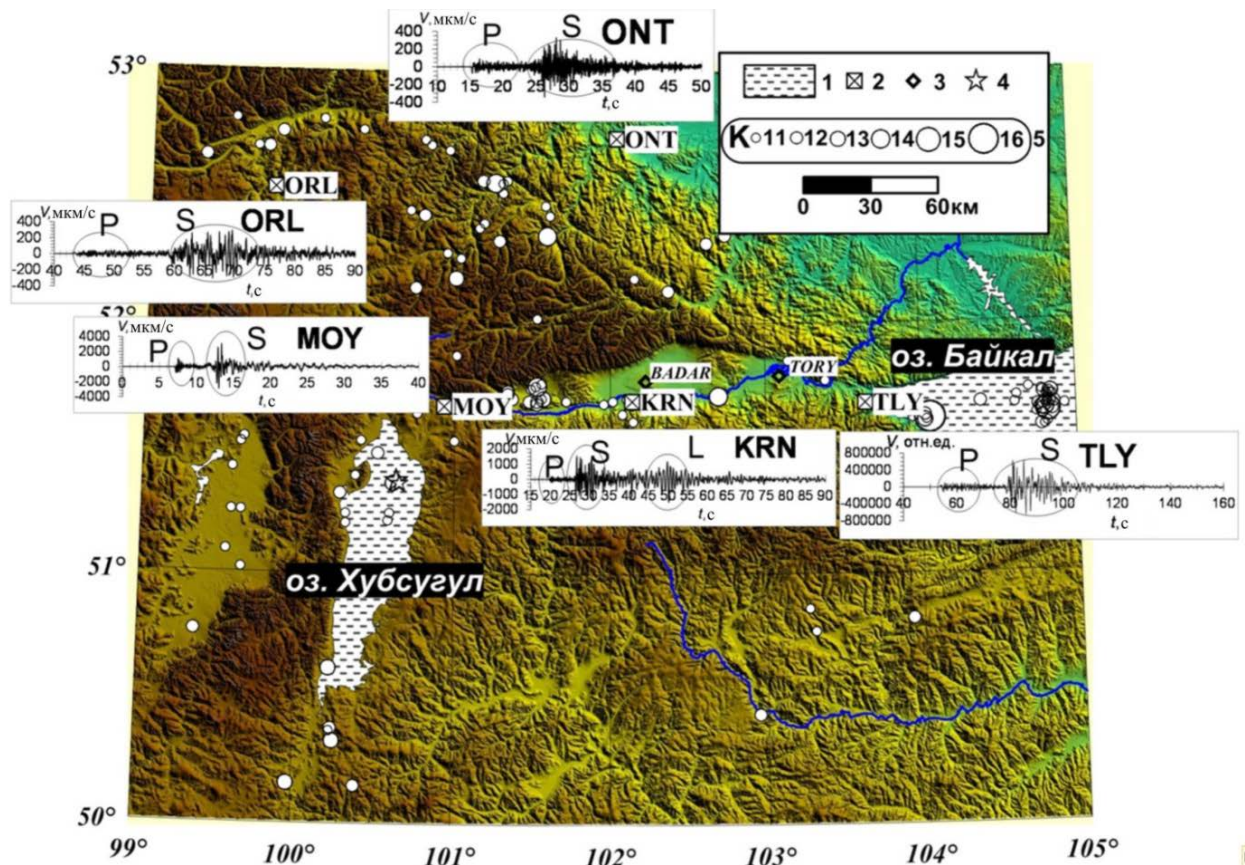 V,мкм/с P S ONT
400
200
0
-200
-400
10 15 20 25 30 35 40 45 50
t,с
53°
1 2 3 4
K 11 12 13 14 15 16 5
0 30 60км
ONT
ORL
V,мкм/с P S ORL
400
200
0
-200
-400
40 45 50 55 60 65 70 75 80 85 90
t,с
52°
V,мкм/с P S MOY
4000
2000
0
-2000
-4000
0 5 10 15 20 25 30 35 40
t,с
оз. Байкал
BADAR
TORY
MOY
KRN
TLY
V,мкм/с P S L KRN
2000
1000
0
-1000
-2000
15 20 25 30 35 40 45 50 55 60 65 70 75 80 85 90
t,с
V, отн.ед. P S TLY
800000
400000
0
-400000
-800000
40 60 80 100 120 140 160
t,с
51°
оз. Хубсугул
50°
99° 100° 101° 102° 103° 104° 105°